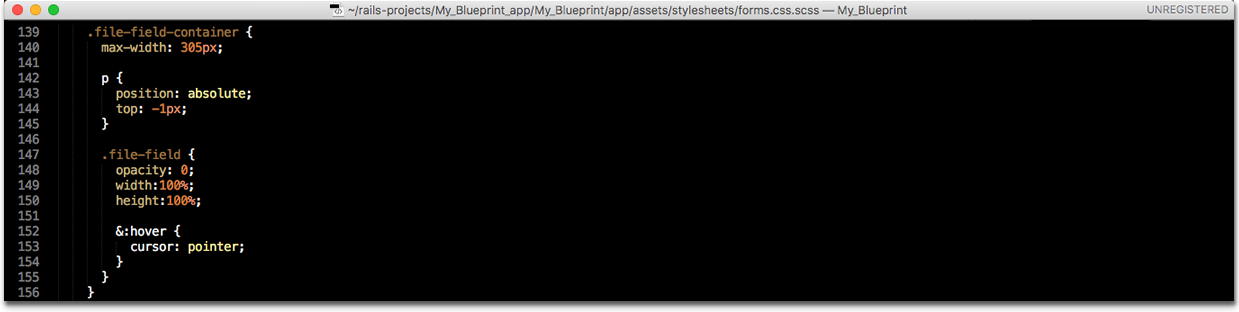 ~/rails-projects/My_Blueprint_app/My_Blueprint/app/assets/stylesheets/forms.css.scss — My_Blueprint UNREGISTERED
139 .file-field-container {
140 max-width: 305px;
141
142 p {
143 position: absolute;
144 top: -1px;
145 }
146
147 .file-field {
148 opacity: 0;
149 width:100%;
150 height:100%;
151
152 &:hover {
153 cursor: pointer;
154 }
155 }
156 }